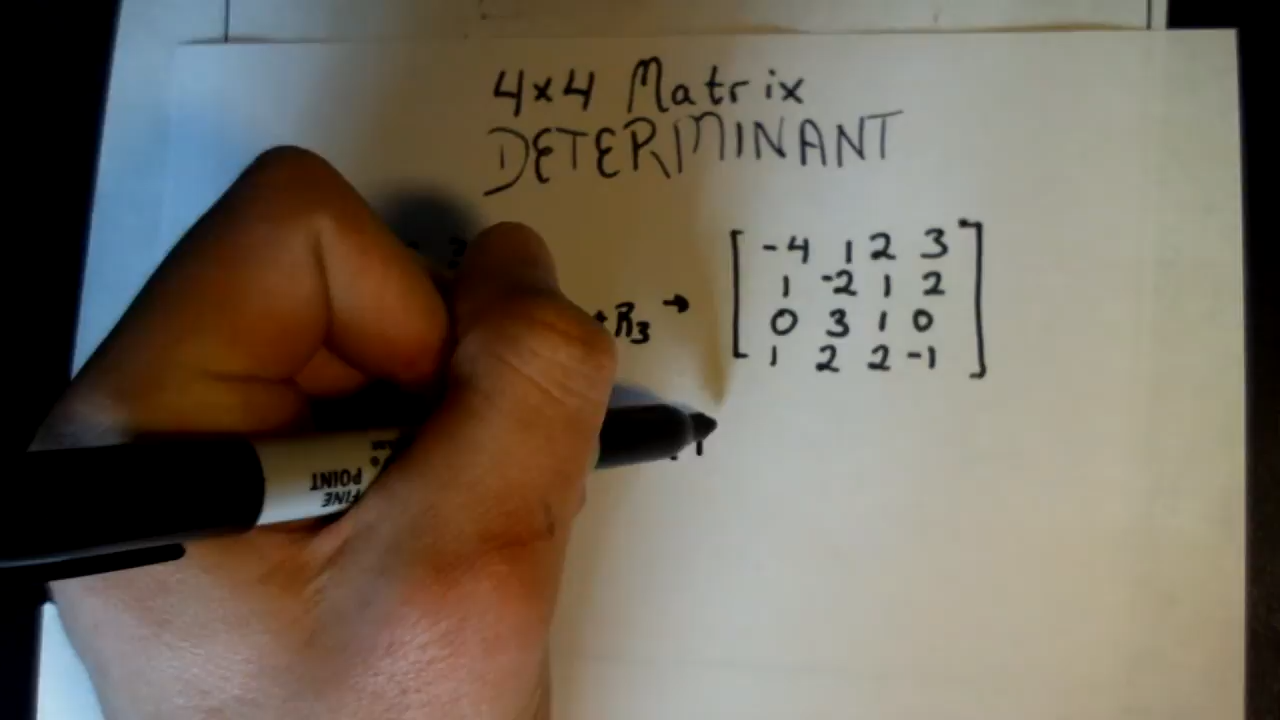 4x4 Matrix
DETERMINANT
-4 1 2 3
1 -2 1 2
+R3 →
0 3 1 0
1 2 2 -1
FINE
POINT